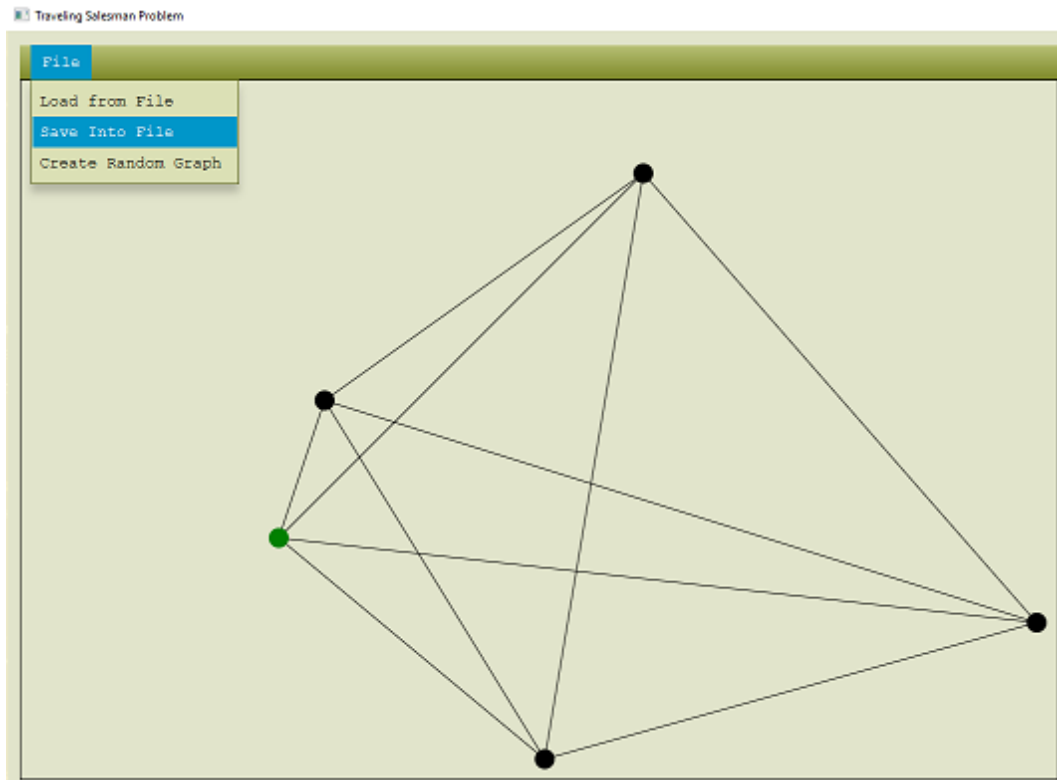 Traveling Salesman Problem
File
Load from File
Save Into File
Create Random Graph